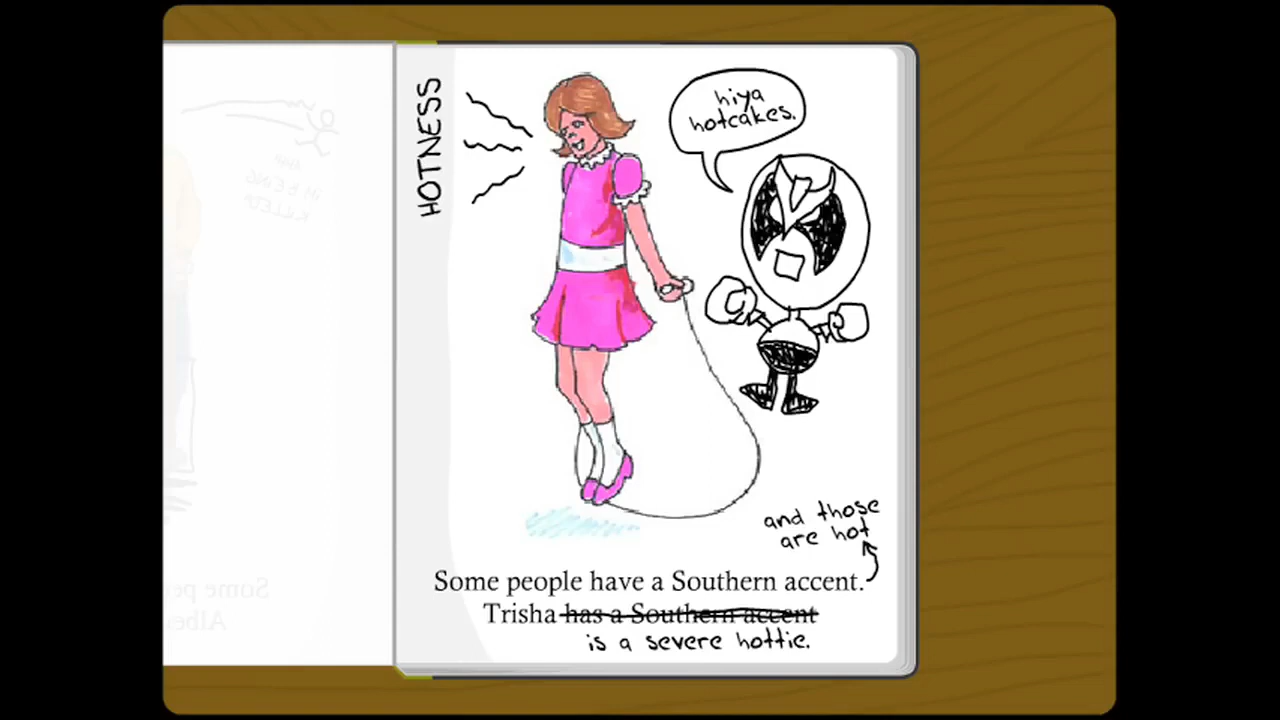 HOTNESS
hiya
hotcakes.
and those
are hot
Some people have a Southern accent.
Trisha has a Southern accent
is a severe hottie.